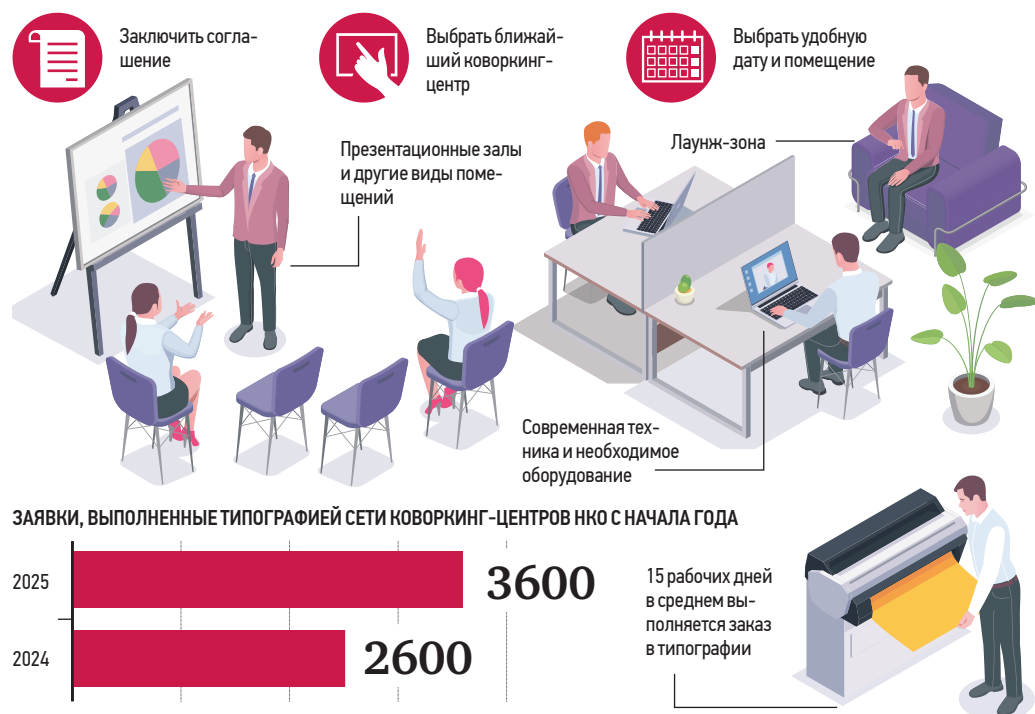 Заключить согла-
шение
Выбрать ближай-
ший коворкинг-
центр
Выбрать удобную
дату и помещение
Презентационные залы
и другие виды поме-
щений
Лаунж-зона
Современная тех-
ника и необходимое
оборудование
ЗАЯВКИ, ВЫПОЛНЕННЫЕ ТИПОГРАФИЕЙ СЕТИ КОВОРКИНГ-ЦЕНТРОВ НКО С НАЧАЛА ГОДА
2025
3600
2024
2600
15 рабочих дней
в среднем вы-
полняется заказ
в типографии